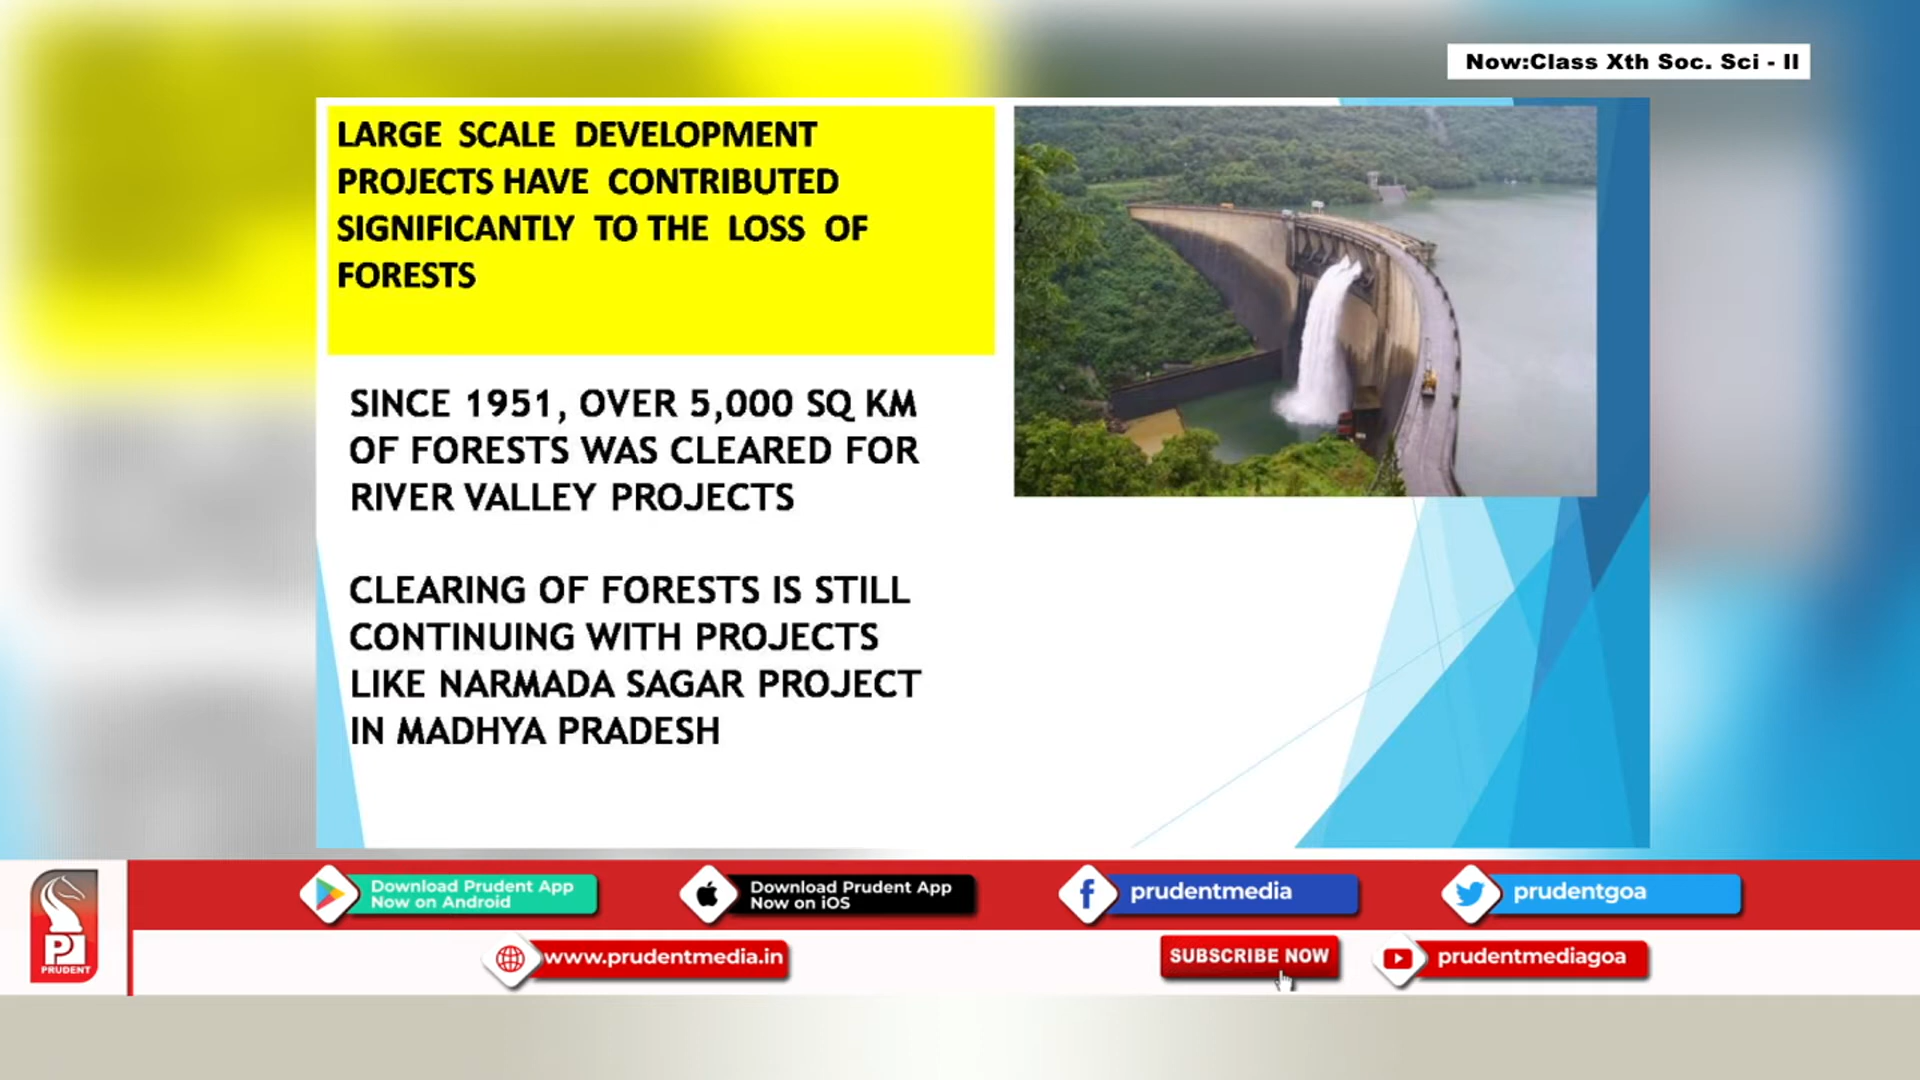 Now:Class Xth Soc. Sci - II
LARGE SCALE DEVELOPMENT
PROJECTS HAVE CONTRIBUTED
SIGNIFICANTLY TO THE LOSS OF
FORESTS
SINCE 1951, OVER 5,000 SQ KM
OF FORESTS WAS CLEARED FOR
RIVER VALLEY PROJECTS
CLEARING OF FORESTS IS STILL
CONTINUING WITH PROJECTS
LIKE NARMADA SAGAR PROJECT
IN MADHYA PRADESH
Download Prudent App
Now on Android
Download Prudent App
Now on iOS
prudentmedia
prudentgoa
PRUDENT
www.prudentmedia.in
SUBSCRIBE NOW
prudentmediagoa